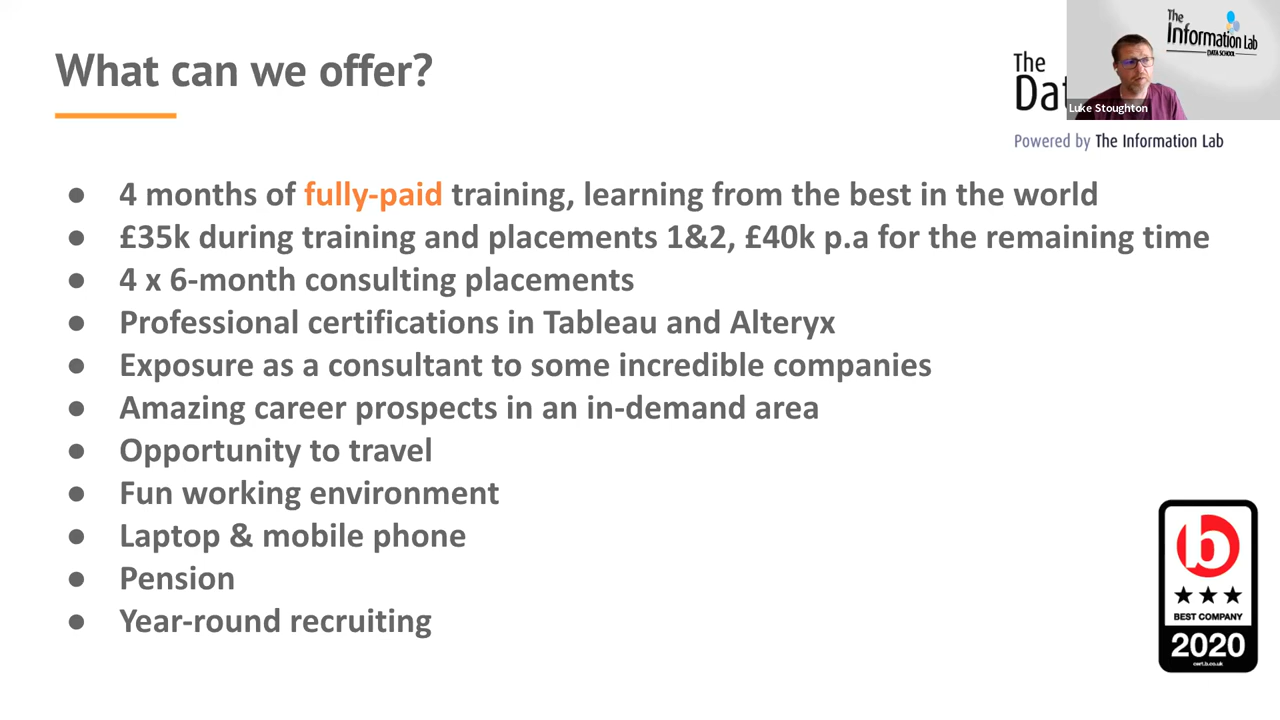 What can we offer?
The
Information Lab
DATA SCHOOL
Luke Stoughton
The
Powered by The Information Lab
● 4 months of fully-paid training, learning from the best in the world
● £35k during training and placements 1&2, £40k p.a for the remaining time
● 4 x 6-month consulting placements
● Professional certifications in Tableau and Alteryx
● Exposure as a consultant to some incredible companies
● Amazing career prospects in an in-demand area
● Opportunity to travel
● Fun working environment
● Laptop & mobile phone
● Pension
● Year-round recruiting
b
BEST COMPANY
2020